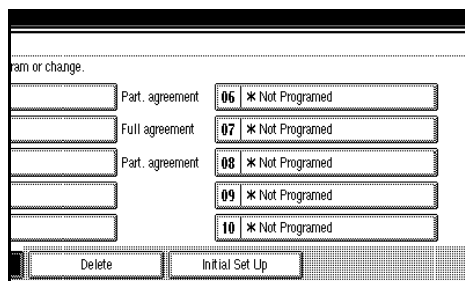 ram or change.
Part. agreement 06 * Not Programed
Full agreement 07 * Not Programed
Part. agreement 08 * Not Programed
09 * Not Programed
10 * Not Programed
Delete Initial Set Up